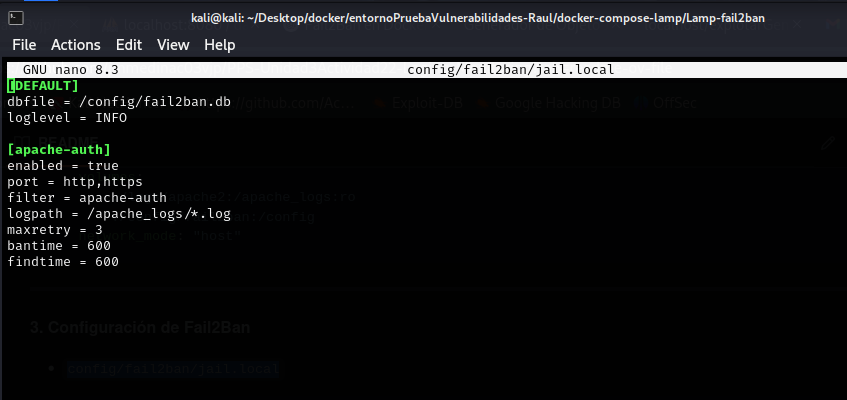 kali@kali: ~/Desktop/docker/entornoPruebaVulnerabilidades-Raul/docker-compose-lamp/Lamp-fail2ban
File Actions Edit View Help
GNU nano 8.3 config/fail2ban/jail.local
[DEFAULT]
dbfile = /config/fail2ban.db
loglevel = INFO
[apache-auth]
enabled = true
port = http,https
filter = apache-auth
logpath = /apache_logs/*.log
maxretry = 3
bantime = 600
findtime = 600
3. Configuración de Fail2Ban
config/fail2ban/jail.local